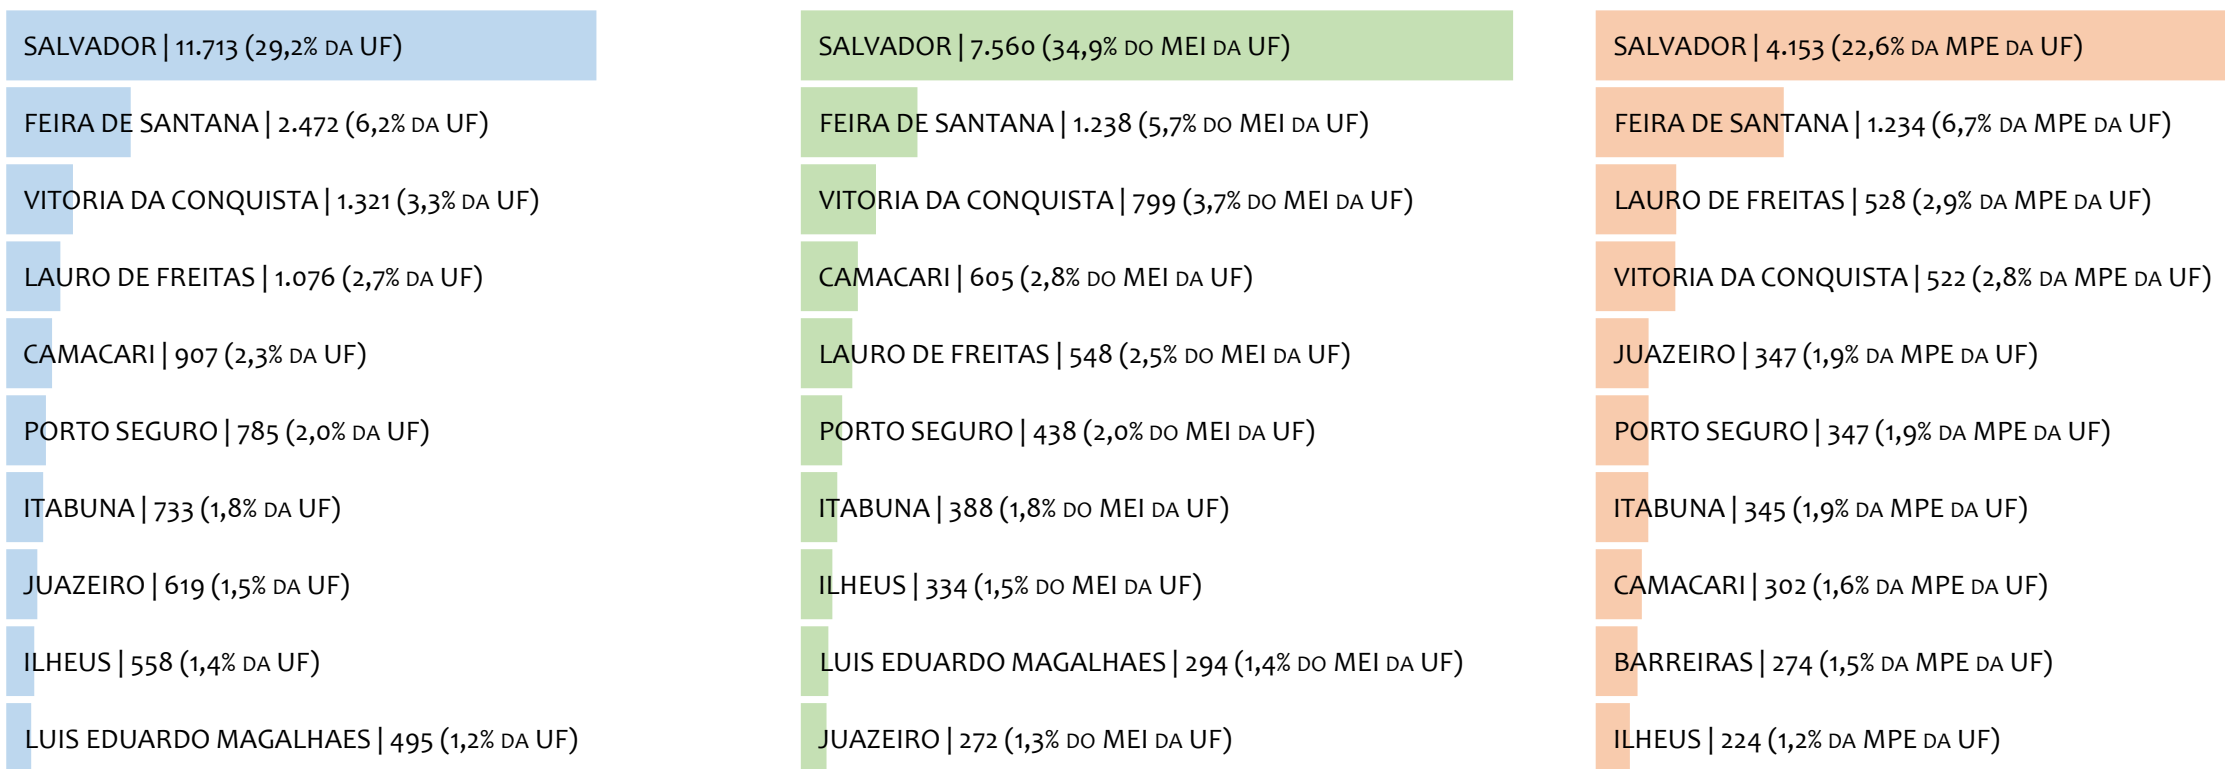 SALVADOR | 11.713 (29,2% DA UF)
FEIRA DE SANTANA | 2.472 (6,2% DA UF)
VITORIA DA CONQUISTA | 1.321 (3,3% DA UF)
LAURO DE FREITAS | 1.076 (2,7% DA UF)
CAMACARI | 907 (2,3% DA UF)
PORTO SEGURO | 785 (2,0% DA UF)
ITABUNA | 733 (1,8% DA UF)
JUAZEIRO | 619 (1,5% DA UF)
ILHEUS | 558 (1,4% DA UF)
LUIS EDUARDO MAGALHAES | 495 (1,2% DA UF)
SALVADOR | 7.560 (34,9% DO MEI DA UF)
FEIRA DE SANTANA | 1.238 (5,7% DO MEI DA UF)
VITORIA DA CONQUISTA | 799 (3,7% DO MEI DA UF)
CAMACARI | 605 (2,8% DO MEI DA UF)
LAURO DE FREITAS | 548 (2,5% DO MEI DA UF)
PORTO SEGURO | 438 (2,0% DO MEI DA UF)
ITABUNA | 388 (1,8% DO MEI DA UF)
ILHEUS | 334 (1,5% DO MEI DA UF)
LUIS EDUARDO MAGALHAES | 294 (1,4% DO MEI DA UF)
JUAZEIRO | 272 (1,3% DO MEI DA UF)
SALVADOR | 4.153 (22,6% DA MPE DA UF)
FEIRA DE SANTANA | 1.234 (6,7% DA MPE DA UF)
LAURO DE FREITAS | 528 (2,9% DA MPE DA UF)
VITORIA DA CONQUISTA | 522 (2,8% DA MPE DA UF)
JUAZEIRO | 347 (1,9% DA MPE DA UF)
PORTO SEGURO | 347 (1,9% DA MPE DA UF)
ITABUNA | 345 (1,9% DA MPE DA UF)
CAMACARI | 302 (1,6% DA MPE DA UF)
BARREIRAS | 274 (1,5% DA MPE DA UF)
ILHEUS | 224 (1,2% DA MPE DA UF)